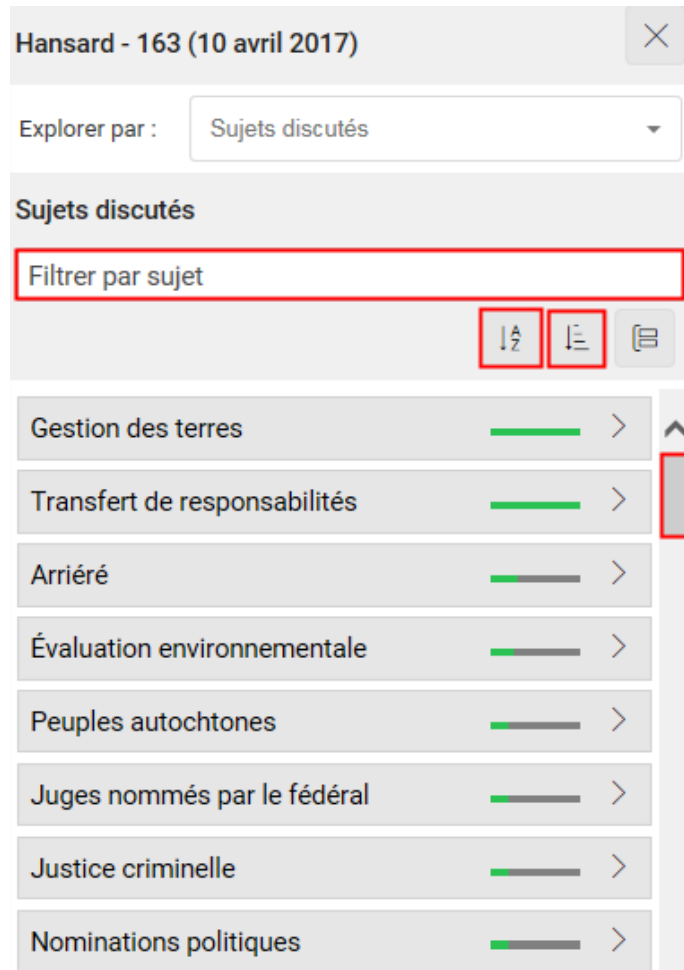 Hansard - 163 (10 avril 2017)
Explorer par :
Sujets discutés
Sujets discutés
Filtrer par sujet
Gestion des terres
Transfert de responsabilités
Arriéré
Évaluation environnementale
Peuples autochtones
Juges nommés par le fédéral
Justice criminelle
Nominations politiques